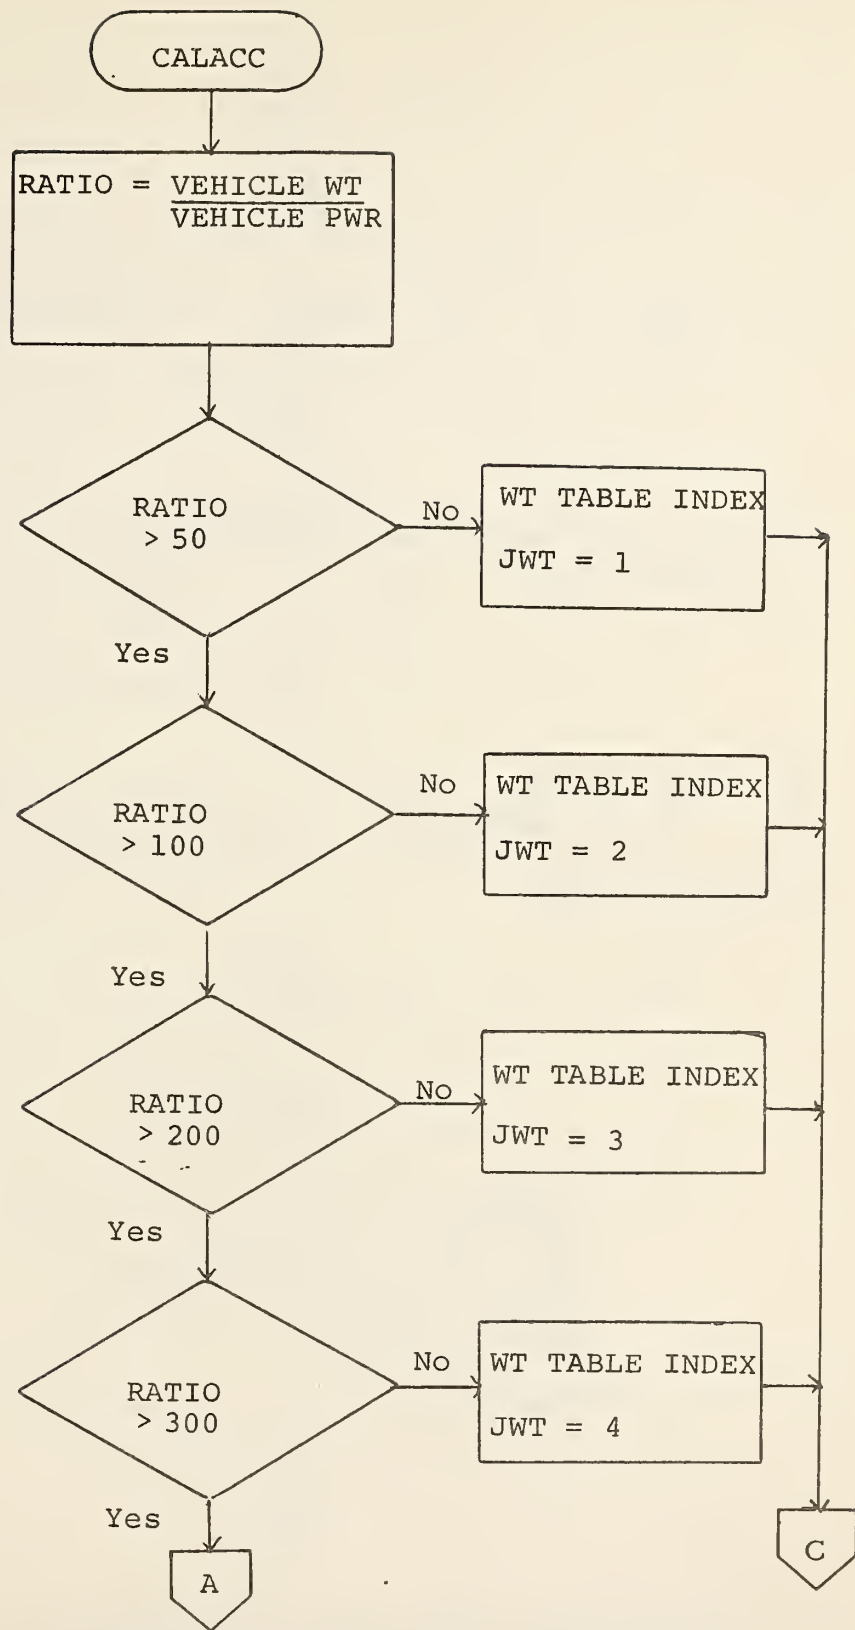 CALACC
RATIO = VEHICLE WT
VEHICLE PWR
RATIO
> 50
No
WT TABLE INDEX
JWT = 1
Yes
RATIO
> 100
No
WT TABLE INDEX
JWT = 2
Yes
RATIO
> 200
No
WT TABLE INDEX
JWT = 3
Yes
RATIO
> 300
No
WT TABLE INDEX
JWT = 4
Yes
A
C